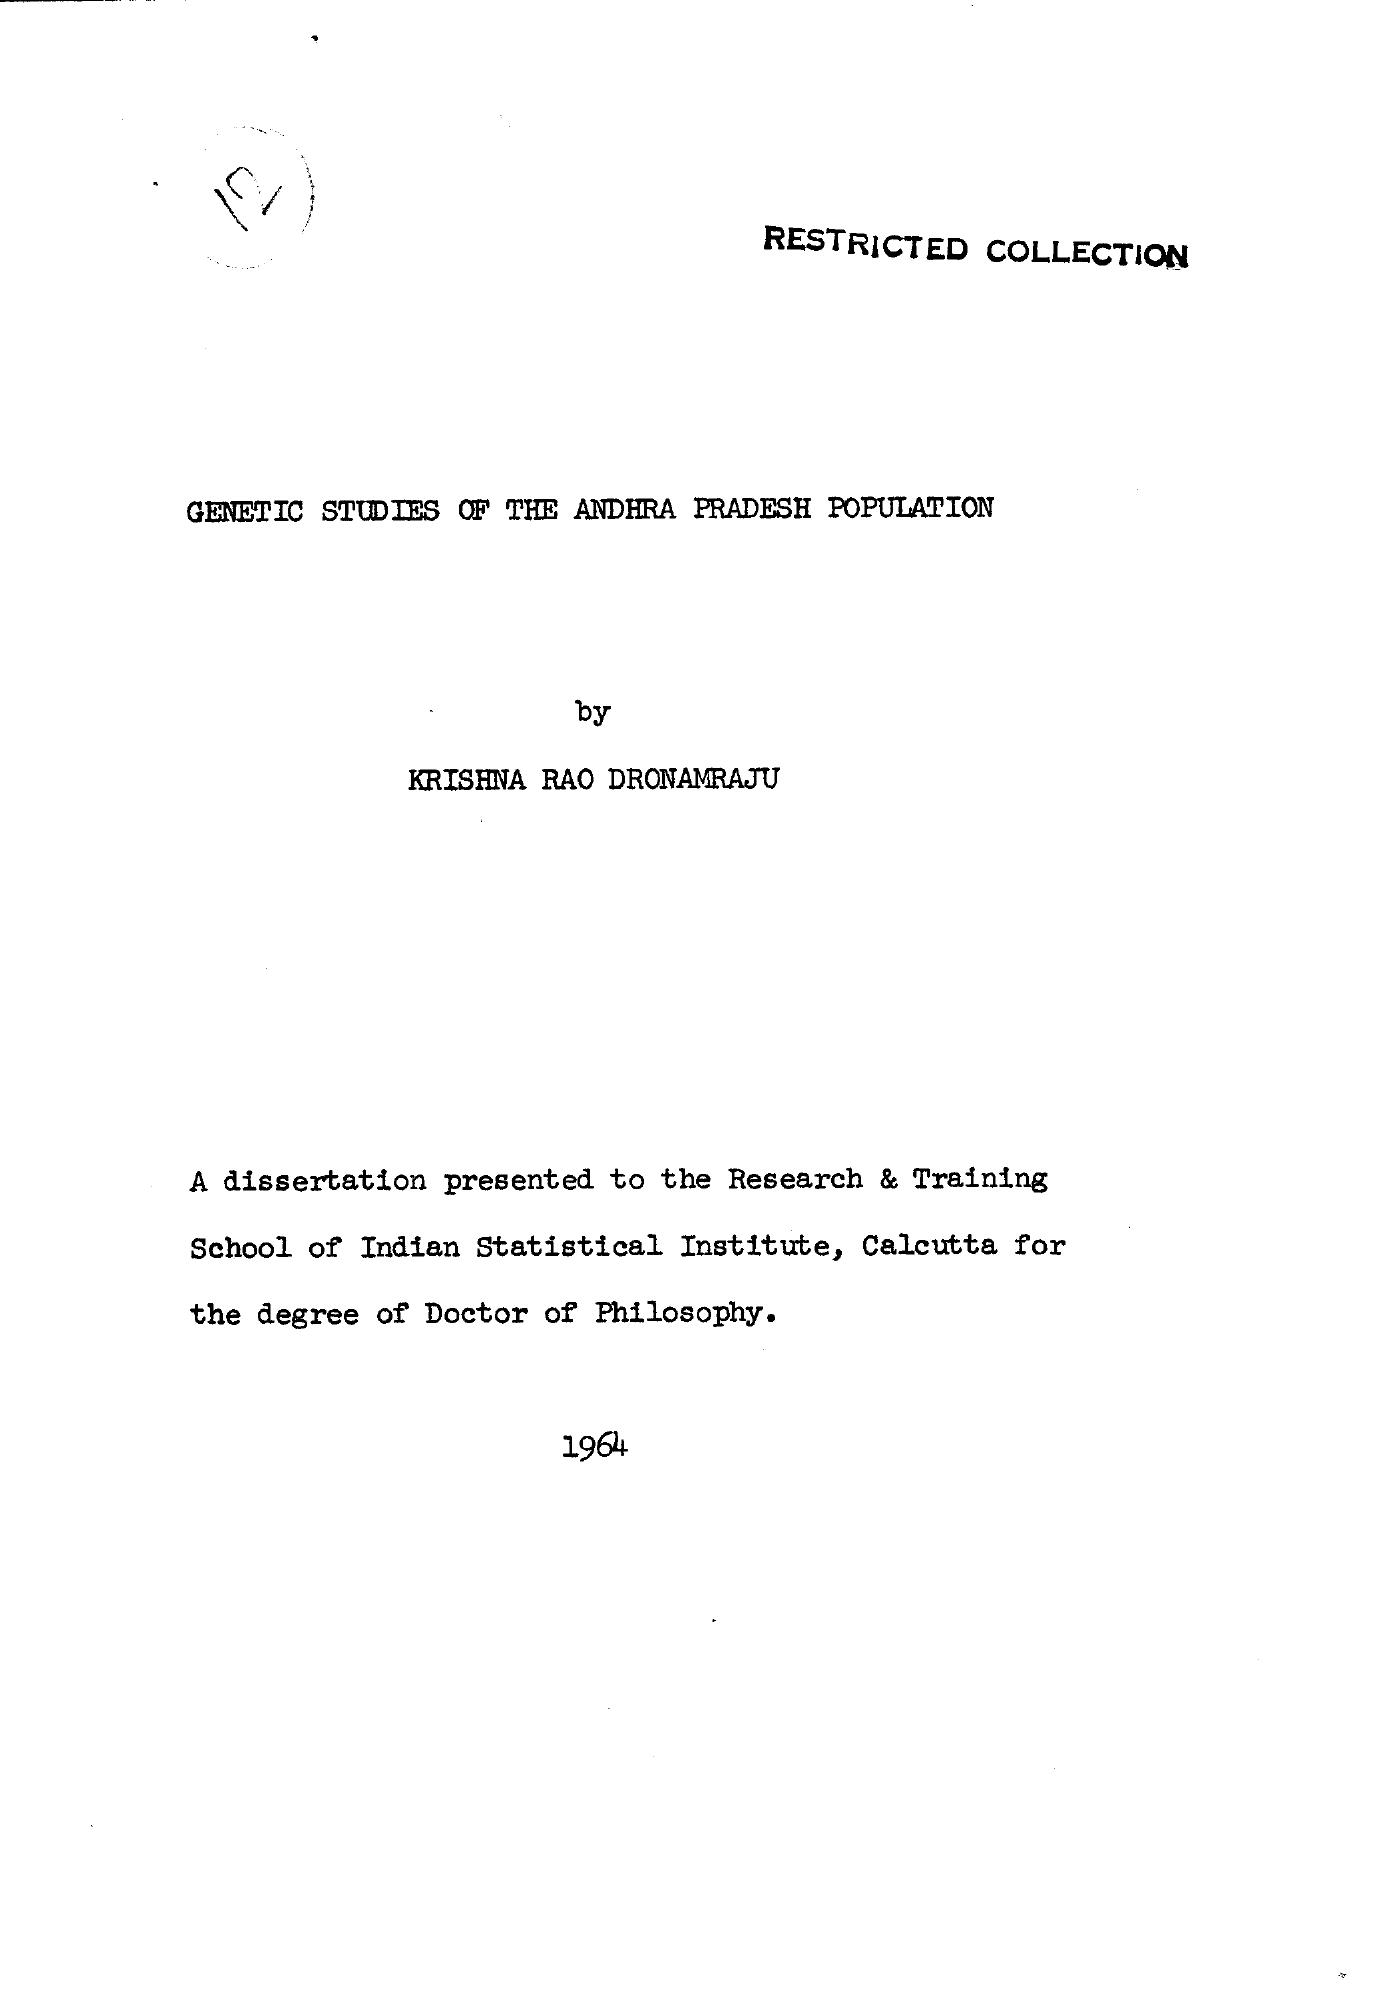 12
RESTRICTED COLLECTION
GENETIC STUDIES OF THE ANDHRA PRADESH POPULATION
by
KRISHNA RAO DRONAMRAJU
A dissertation presented to the Research & Training
School of Indian Statistical Institute, Calcutta for
the degree of Doctor of Philosophy.
1964